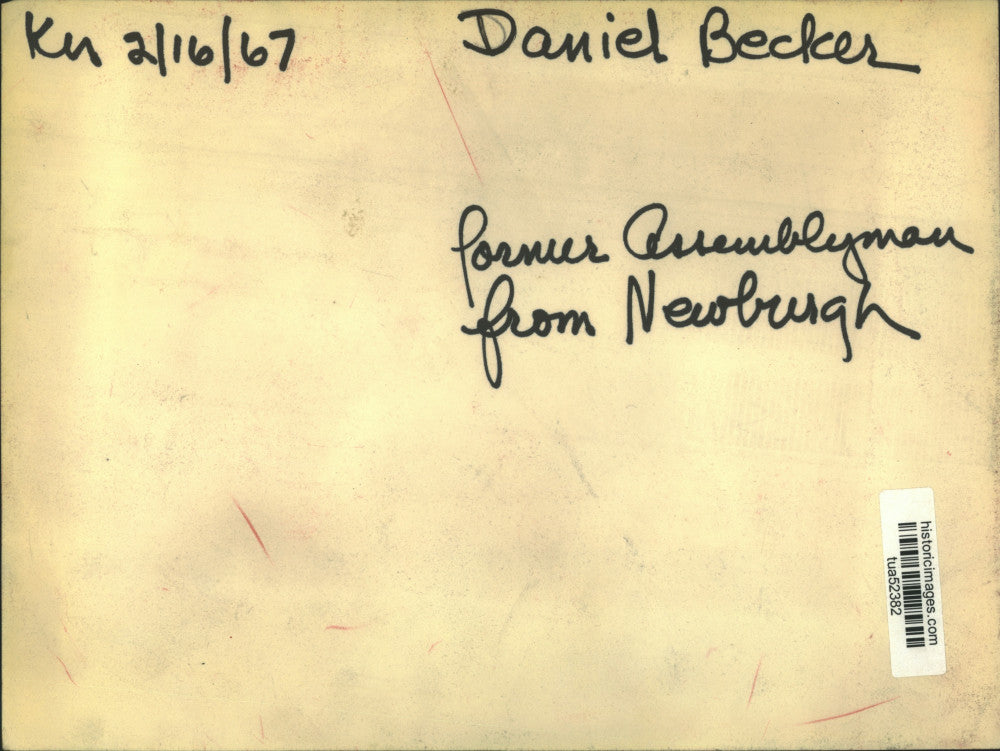 Kn 2/16/67
Daniel Becker
former Assemblyman
from Newburgh
historicimages.com
tua52382